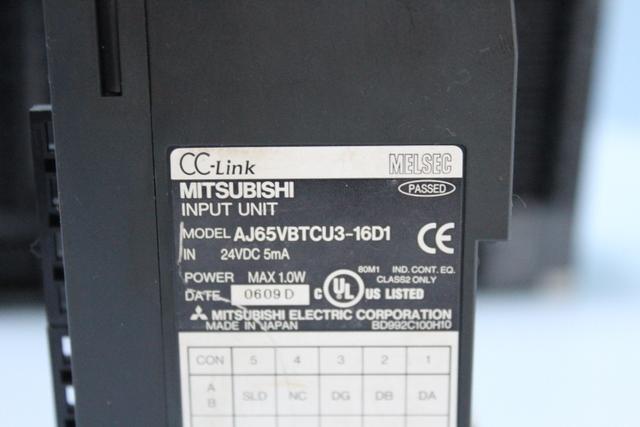 CC-Link MELSEC
MITSUBISHI PASSED
INPUT UNIT
MODEL AJ65VBTCU3-16D1 CE
IN 24VDC 5mA
POWER MAX 1.0W 80M1 IND. CONT. EQ.
CLASS2 ONLY
DATE 0609 D C UL US LISTED
MITSUBISHI ELECTRIC CORPORATION
MADE IN JAPAN BD992C100H10
CON 5 4 3 2 1
A
B SLD NC DG DB DA